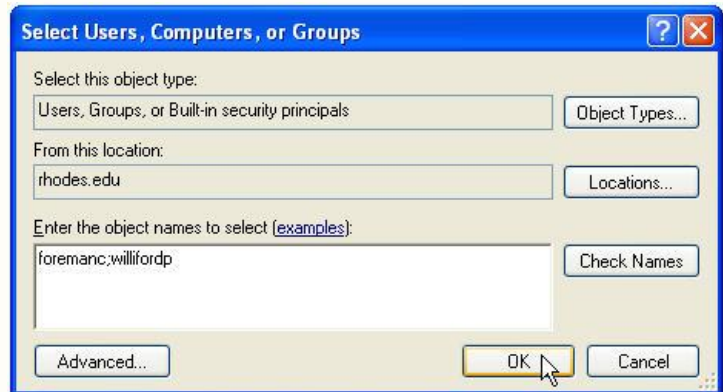 Select Users, Computers, or Groups
Select this object type:
Users, Groups, or Built-in security principals
Object Types...
From this location:
rhodes.edu
Locations...
Enter the object names to select (examples):
foremanc;willifordp
Check Names
Advanced...
OK
Cancel